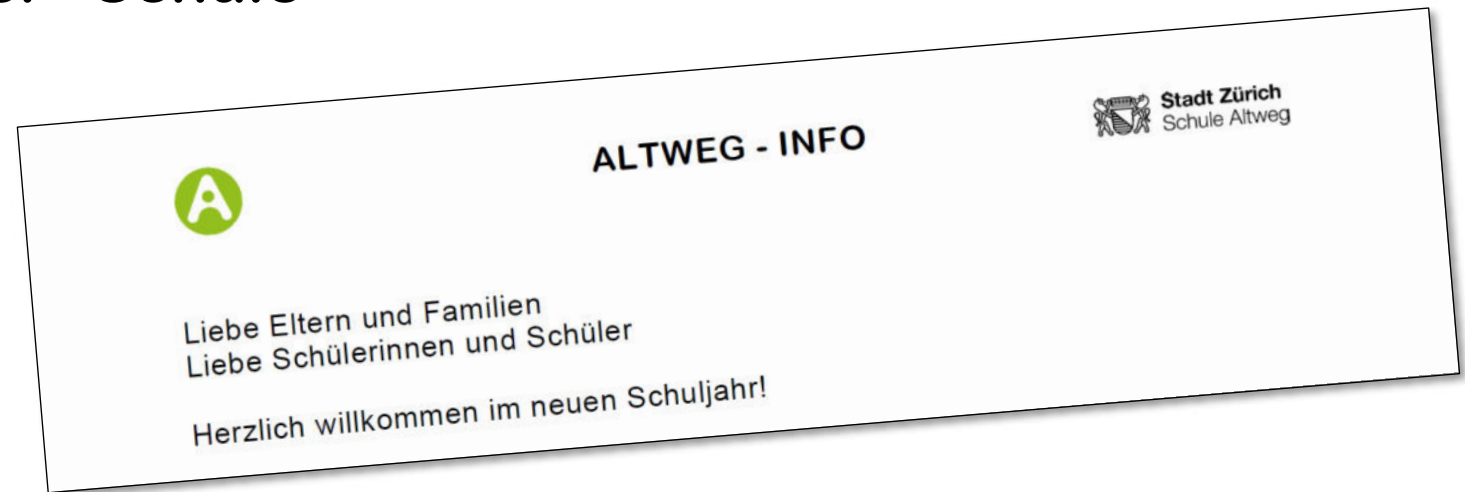 Schule
ALTWEG - INFO
Stadt Zürich
Schule Altweg
A
Liebe Eltern und Familien
Liebe Schülerinnen und Schüler
Herzlich willkommen im neuen Schuljahr!